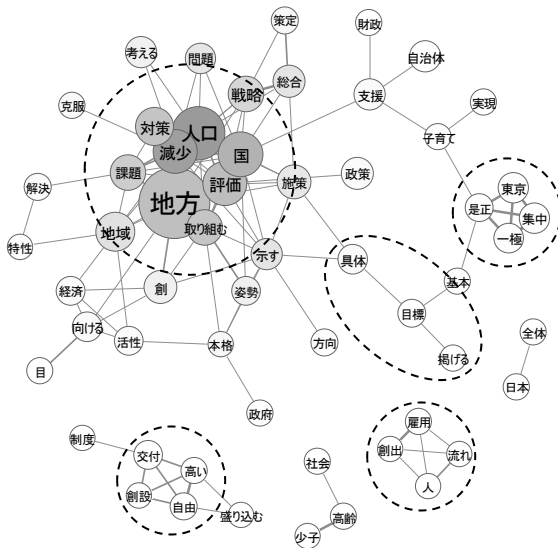 策定
財政
考える
問題
自治体
総合
戦略
支援
克服
実現
対策
人口
子育て
減少
国
課題
政策
評価
施策
解決
東京
地方
是正
集中
取り組む
地域
一極
特性
示す
具体
基本
経済
創
姿勢
目標
向ける
全体
活性
本格
方向
掲げる
目
日本
政府
雇用
制度
創出
交付
流れ
社会
高い
人
創設
自由
盛り込む
高齢
少子